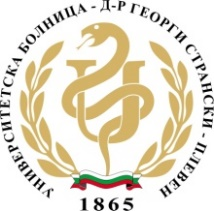 УНИВЕРСИТЕТСКА БОЛНИЦА - Д-Р ГЕОРГИ СТРАНСКИ - ПЛЕВЕН
1865